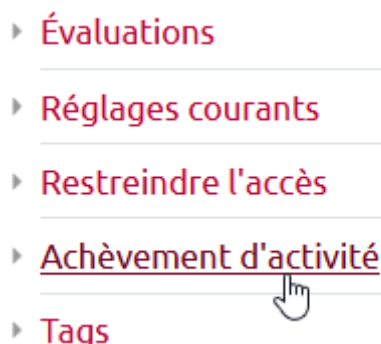 Évaluations
Réglages courants
Restreindre l'accès
Achèvement d'activité
Tags